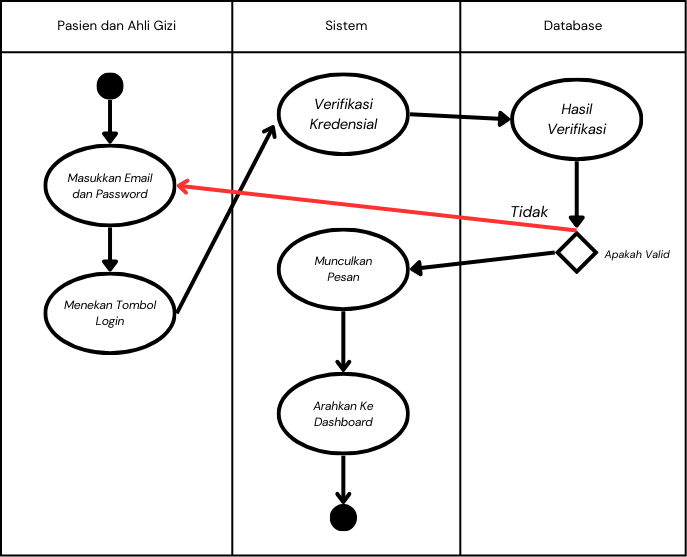 Pasien dan Ahli Gizi
Sistem
Database
Verifikasi
Kredensial
Hasil
Verifikasi
Masukkan Email
dan Password
Tidak
Apakah Valid
Munculkan
Pesan
Menekan Tombol
Login
Arahkan Ke
Dashboard